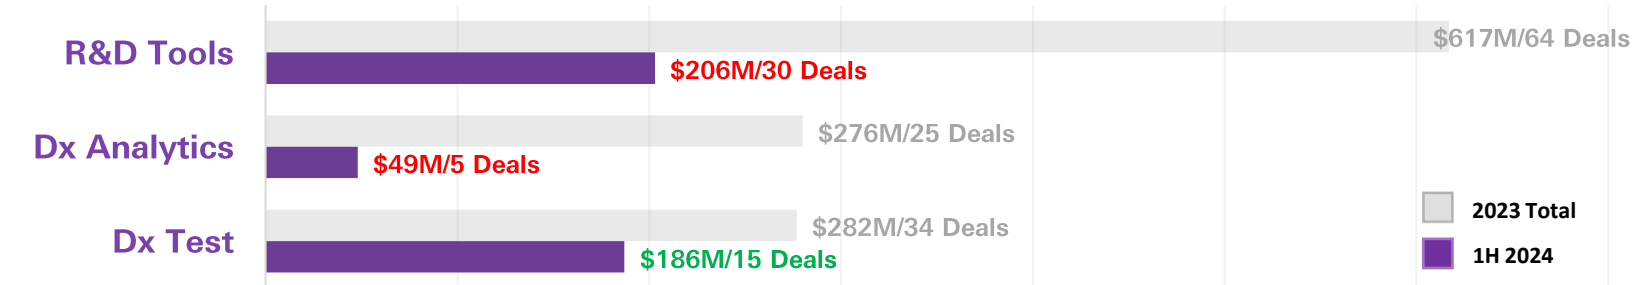 R&D Tools
$617M/64 Deals
$206M/30 Deals
Dx Analytics
$276M/25 Deals
$49M/5 Deals
Dx Test
$282M/34 Deals
$186M/15 Deals
2023 Total
1H 2024